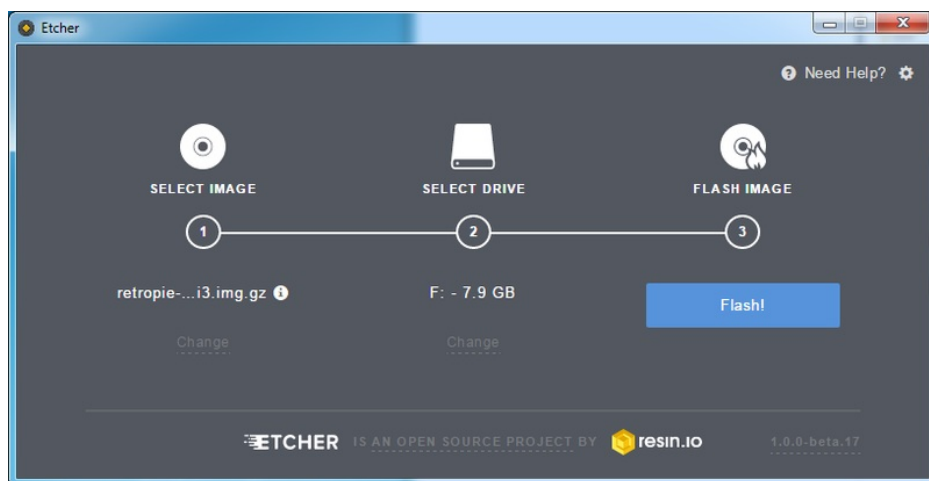 Etcher
Need Help?
SELECT IMAGE
SELECT DRIVE
FLASH IMAGE
1
2
3
retropie-...i3.img.gz
F: - 7.9 GB
Flash!
Change
Change
ETCHER IS AN OPEN SOURCE PROJECT BY resin.io 1.0.0-beta.17